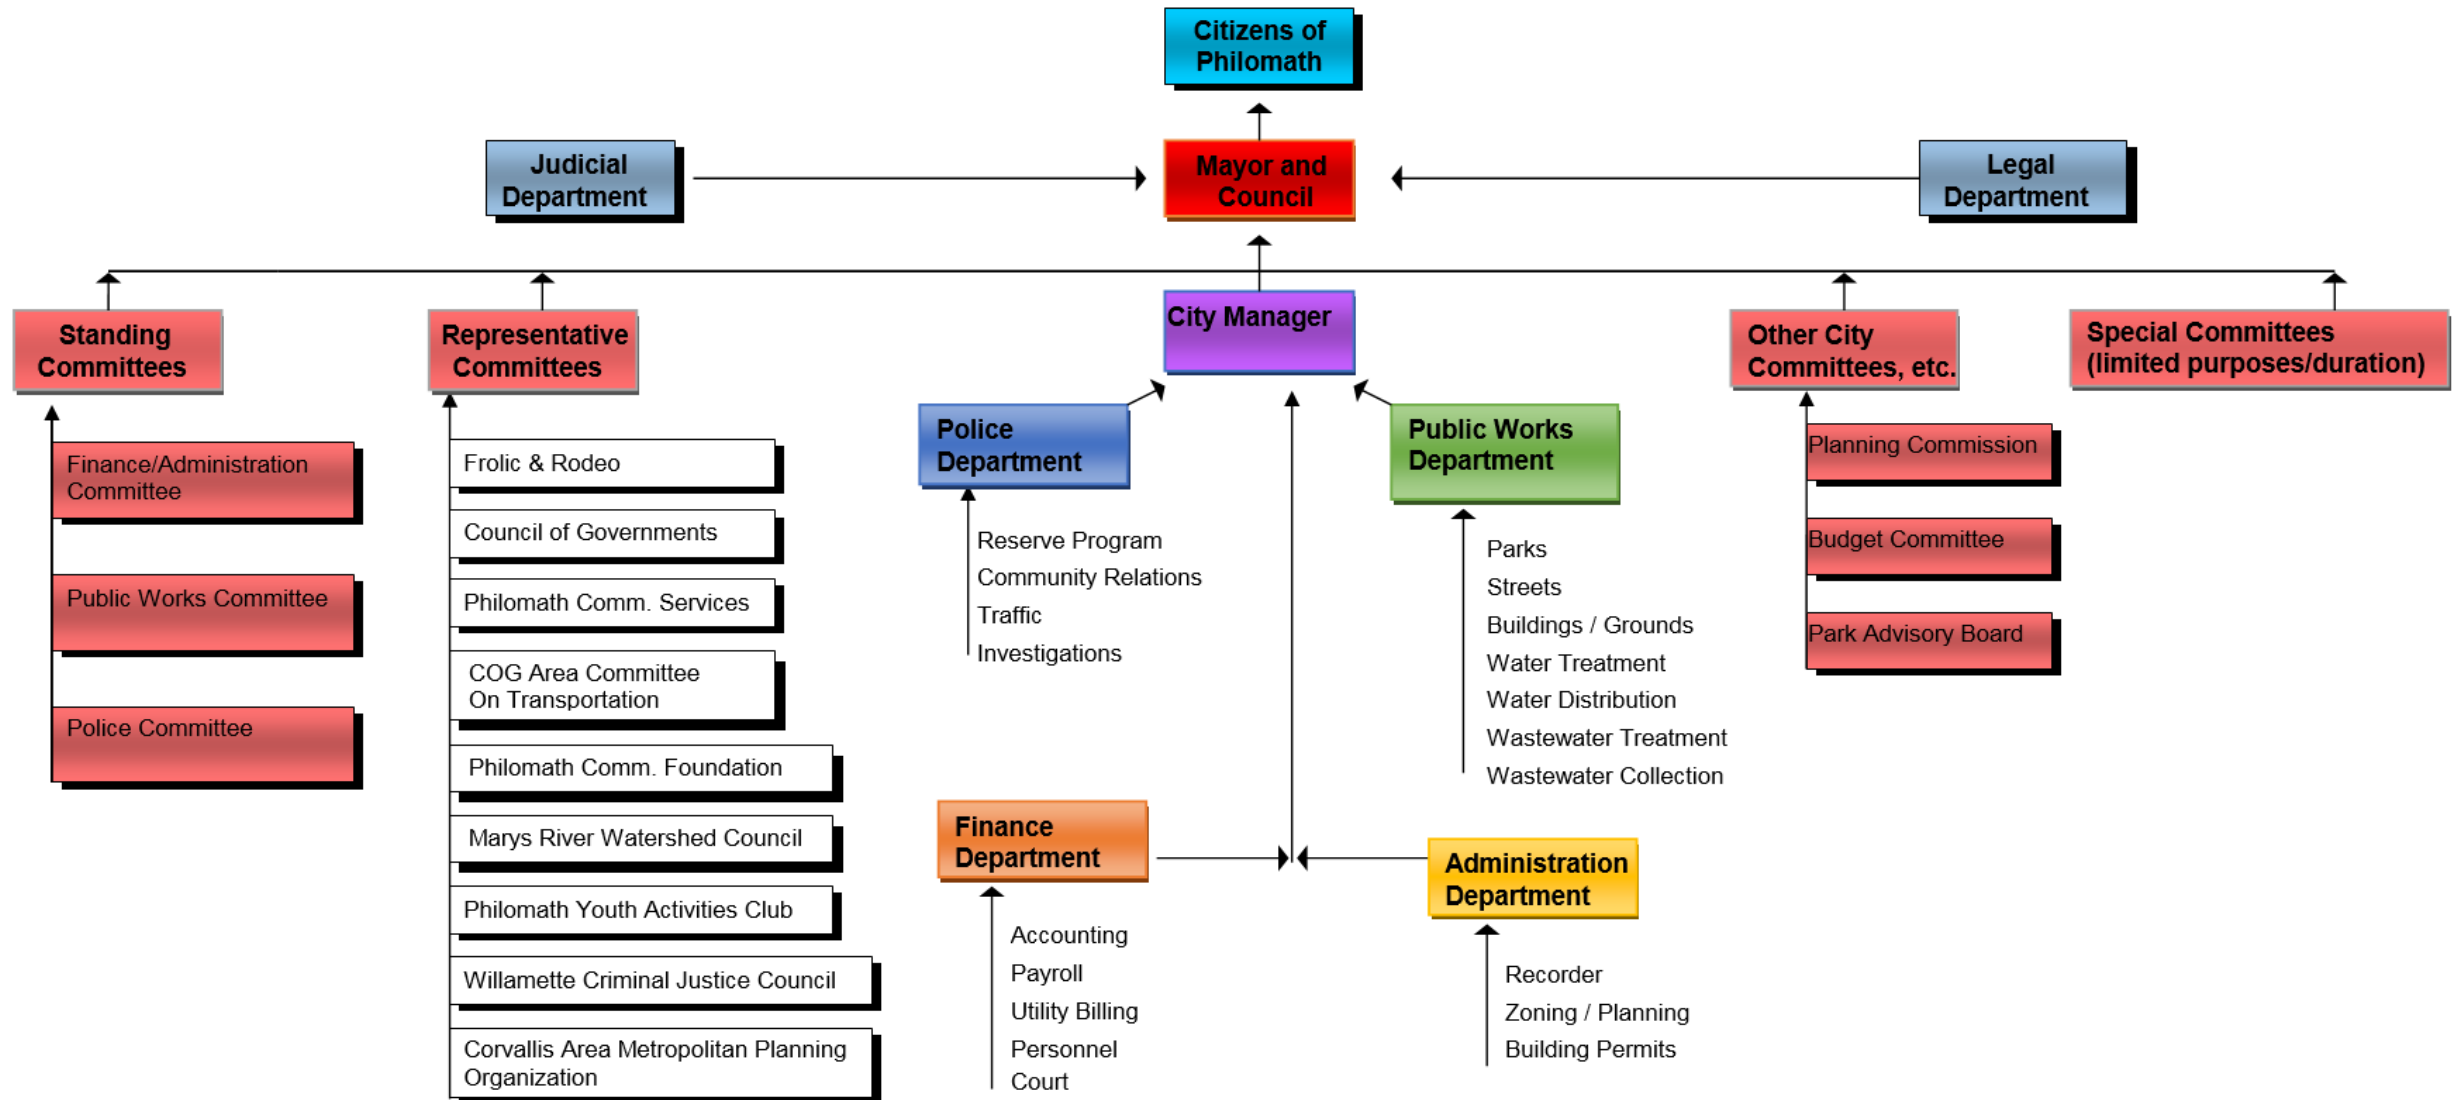 Citizens of
Philomath
Judicial
Department
Mayor and
Council
Legal
Department
Standing
Committees
Representative
Committees
City Manager
Other City
Committees, etc.
Special Committees
(limited purposes/duration)
Finance/Administration
Committee
Public Works Committee
Police Committee
Frolic & Rodeo
Council of Governments
Philomath Comm. Services
COG Area Committee
On Transportation
Philomath Comm. Foundation
Marys River Watershed Council
Philomath Youth Activities Club
Willamette Criminal Justice Council
Corvallis Area Metropolitan Planning
Organization
Police
Department
Reserve Program
Community Relations
Traffic
Investigations
Public Works
Department
Parks
Streets
Buildings / Grounds
Water Treatment
Water Distribution
Wastewater Treatment
Wastewater Collection
Finance
Department
Accounting
Payroll
Utility Billing
Personnel
Court
Administration
Department
Recorder
Zoning / Planning
Building Permits
Planning Commission
Budget Committee
Park Advisory Board